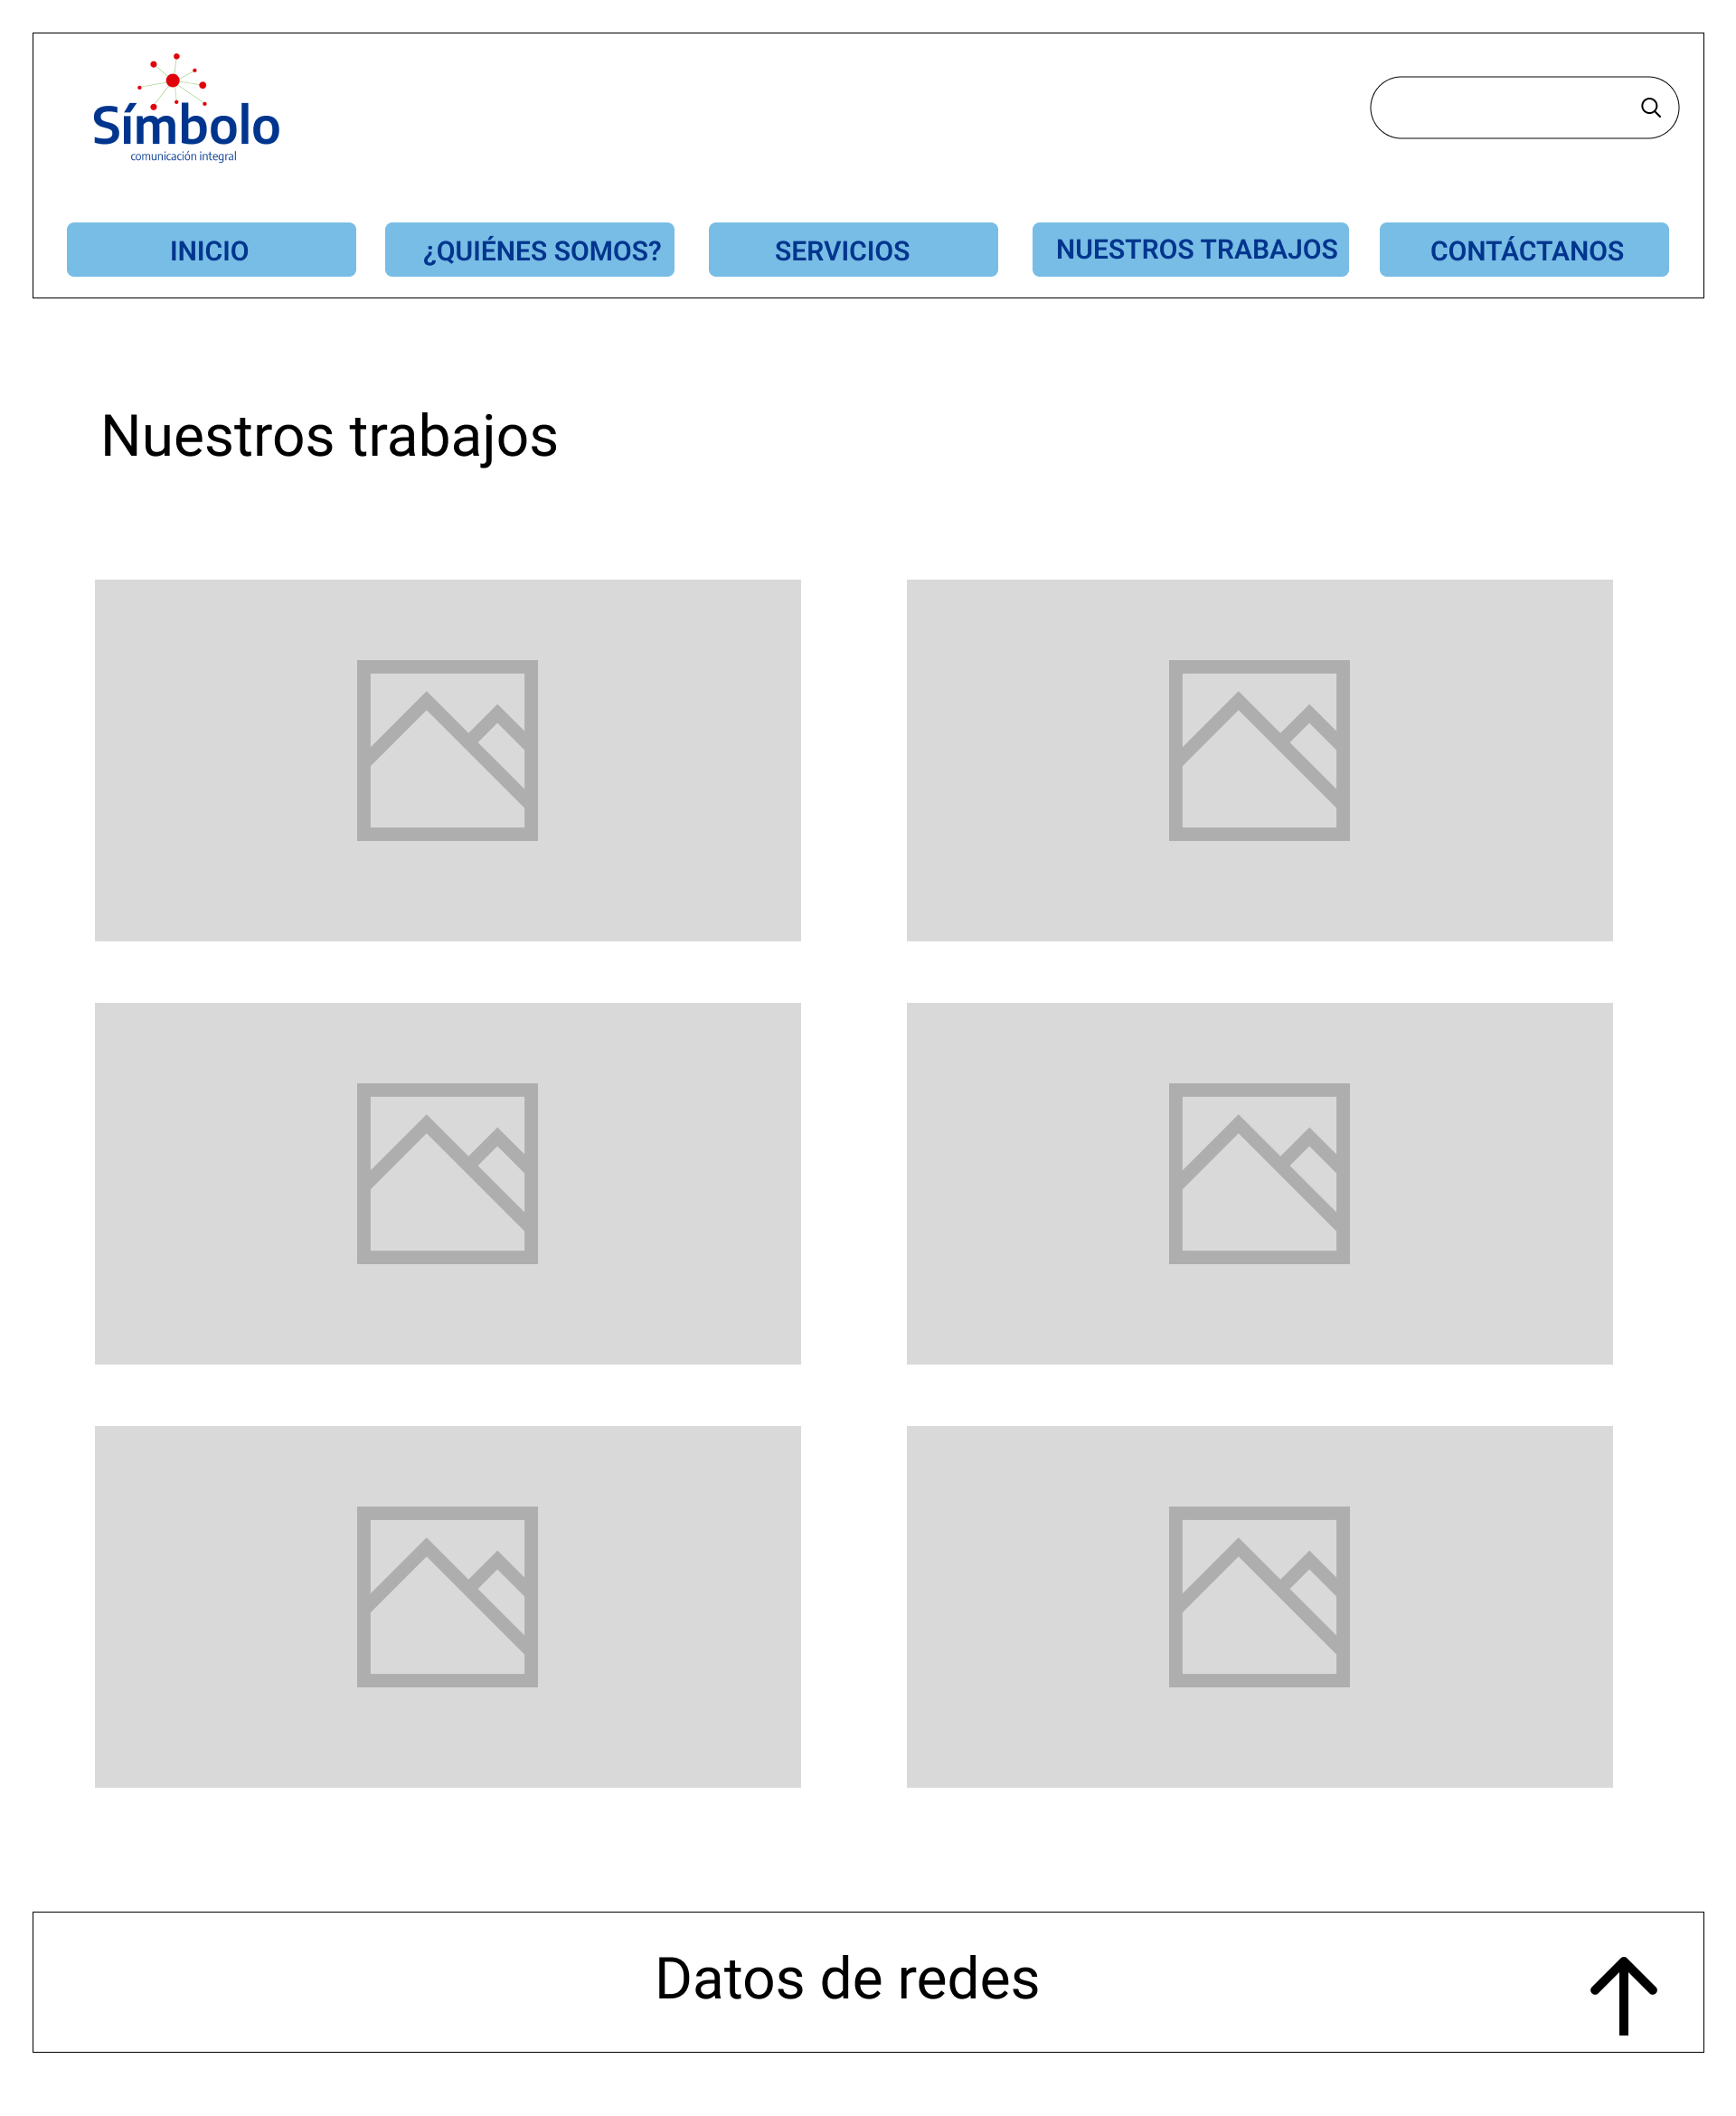 Símbolo
comunicación integral
INICIO
¿QUIÉNES SOMOS?
SERVICIOS
NUESTROS TRABAJOS
CONTÁCTANOS
Nuestros trabajos
Datos de redes